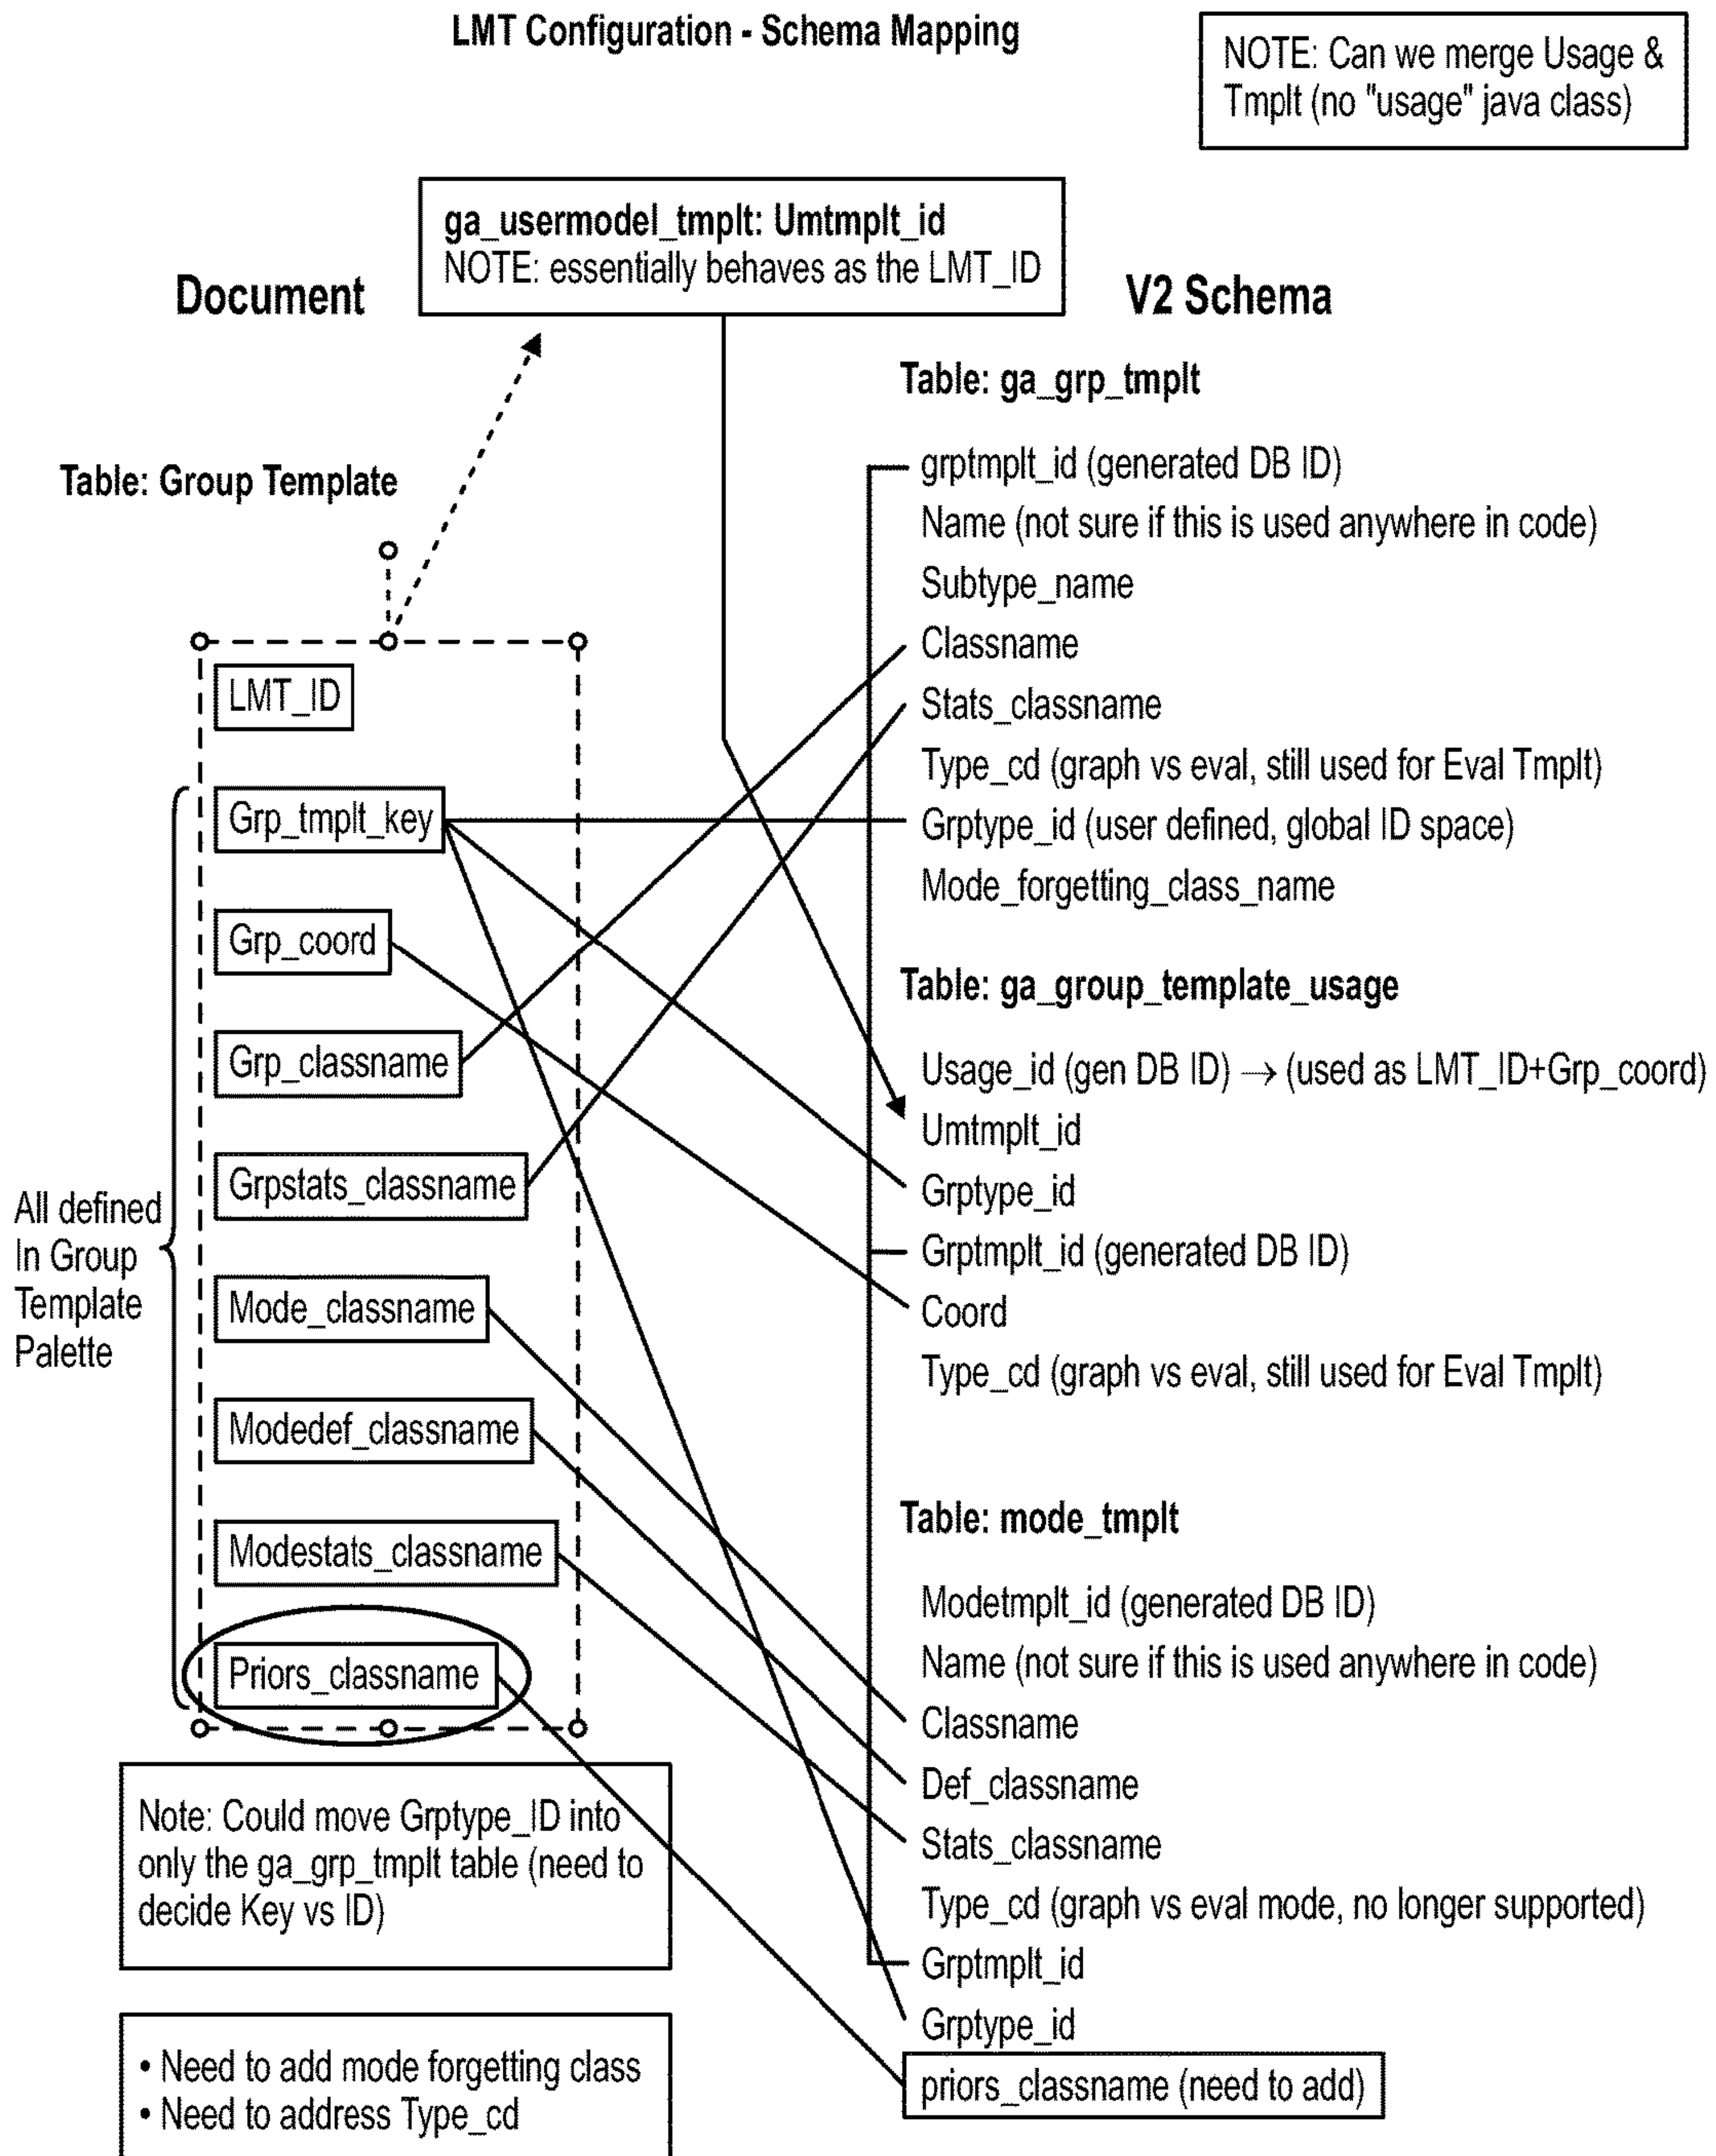 LMT Configuration - Schema Mapping
NOTE: Can we merge Usage &
Tmplt (no "usage" java class)
ga_usermodel_tmplt: Umtmplt_id
NOTE: essentially behaves as the LMT_ID
Document
V2 Schema
Table: Group Template
LMT_ID
Grp_tmplt_key
Grp_coord
Grp_classname
Grpstats_classname
Mode_classname
Modedef_classname
Modestats_classname
Priors_classname
All defined
In Group
Template
Palette
Note: Could move Grptype_ID into
only the ga_grp_tmplt table (need to
decide Key vs ID)
• Need to add mode forgetting class
• Need to address Type_cd
Table: ga_grp_tmplt
grptmplt_id (generated DB ID)
Name (not sure if this is used anywhere in code)
Subtype_name
Classname
Stats_classname
Type_cd (graph vs eval, still used for Eval Tmplt)
Grptype_id (user defined, global ID space)
Mode_forgetting_class_name
Table: ga_group_template_usage
Usage_id (gen DB ID) → (used as LMT_ID+Grp_coord)
Umtmplt_id
Grptype_id
Grptmplt_id (generated DB ID)
Coord
Type_cd (graph vs eval, still used for Eval Tmplt)
Table: mode_tmplt
Modetmplt_id (generated DB ID)
Name (not sure if this is used anywhere in code)
Classname
Def_classname
Stats_classname
Type_cd (graph vs eval mode, no longer supported)
Grptmplt_id
Grptype_id
priors_classname (need to add)